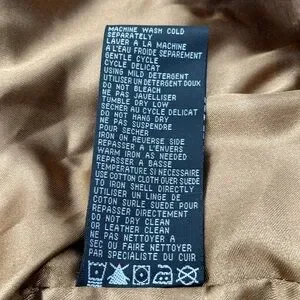 MACHINE WASH COLD
SEPARATELY
LAVER A LA MACHINE
A L'EAU FROIDE SEPAREMENT
GENTLE CYCLE
CYCLE DELICAT
USING MILD DETERGENT
UTILISER UN DETERGENT DOUX
DO NOT BLEACH
NE PAS JAVELLISER
TUMBLE DRY LOW
SECHER AU CYCLE DELICAT
DO NOT HANG DRY
NE PAS SUSPENDRE
POUR SECHER
IRON ON REVERSE SIDE
REPASSER A L'ENVERS
WARM IRON AS NEEDED
REPASSER A BASSE
TEMPERATURE SI NECESSAIRE
USE COTTON CLOTH OVER SUEDE
TO IRON SHELL DIRECTLY
UTILISER UN LINGE DE
COTON SURLE SUEDE POUR
REPASSER DIRECTEMENT
DO NOT DRY CLEAN
OR LEATHER CLEAN
NE PAS NETTOYER A
SEC OU FAIRE NETTOYER
PAR SPECIALISTE DU CUIR